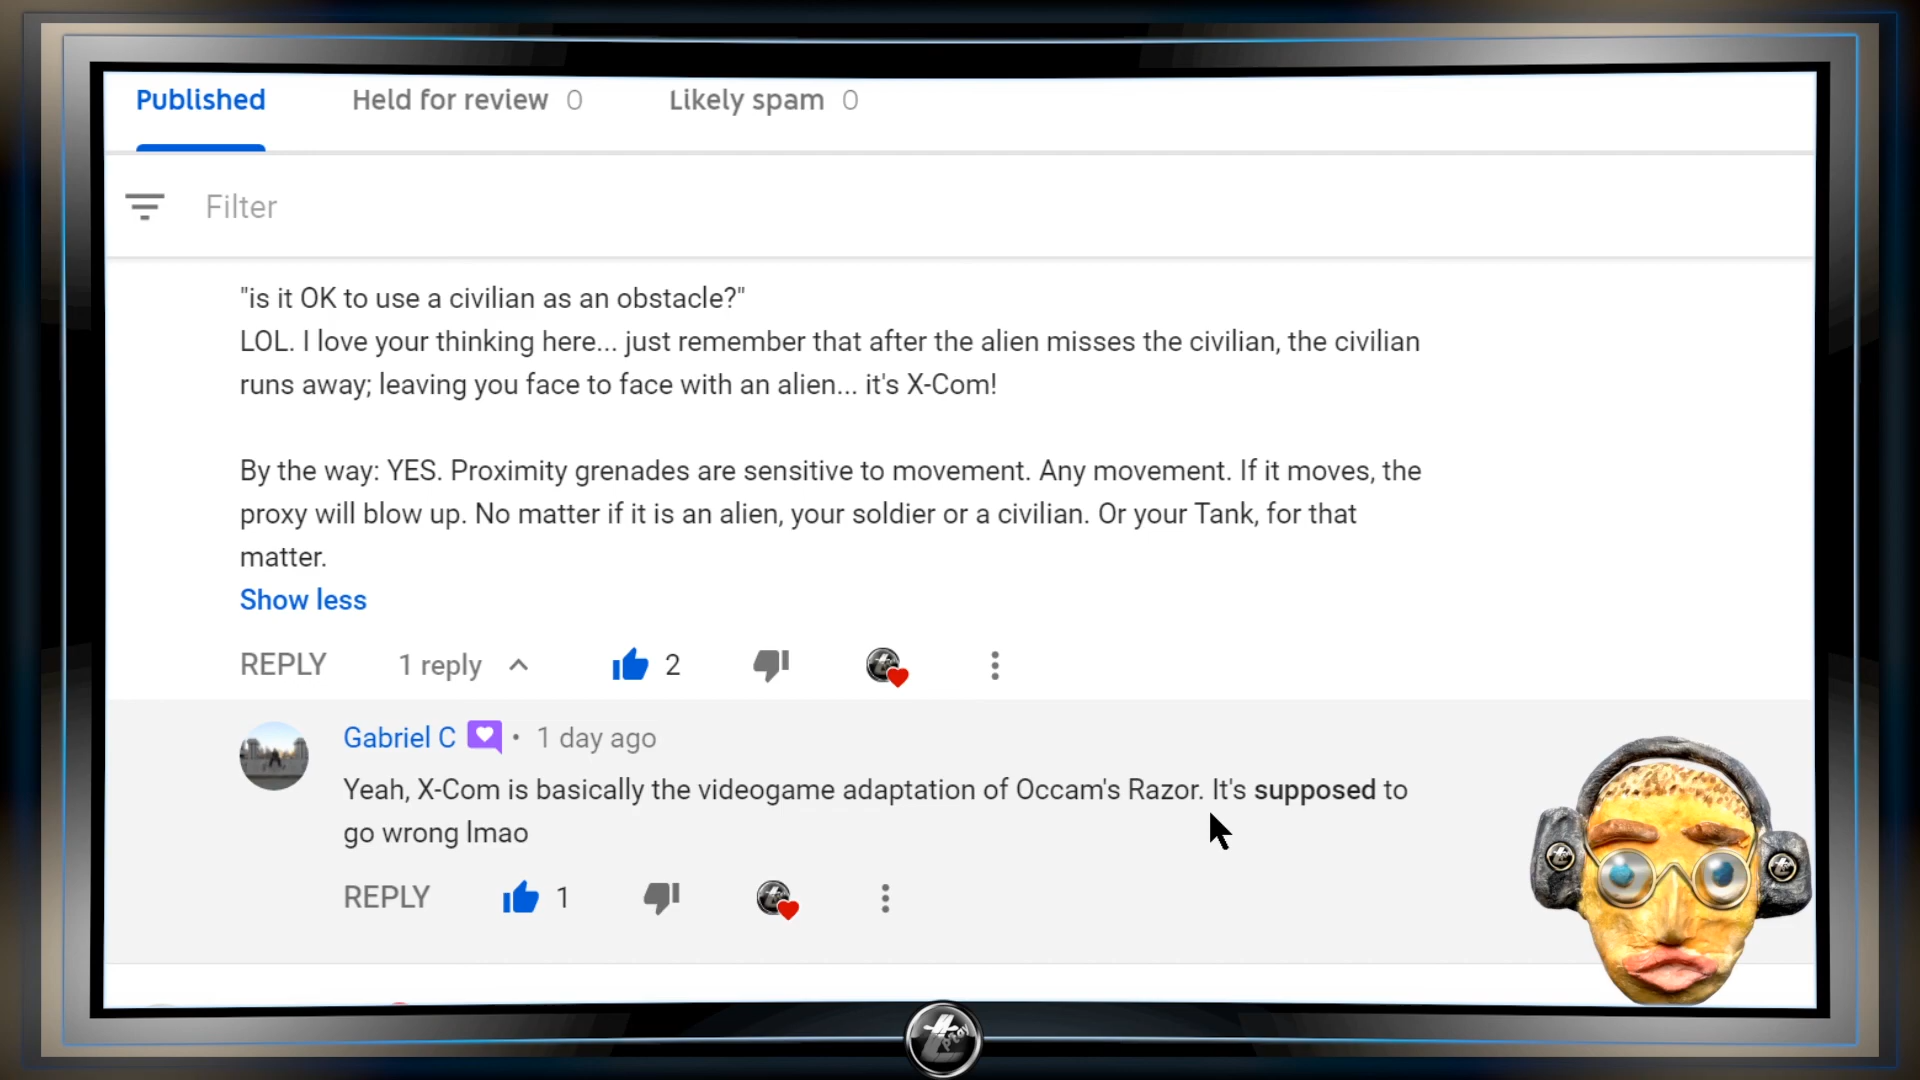 Published Held for review 0 Likely spam 0
Filter
"is it OK to use a civilian as an obstacle?"
LOL. I love your thinking here... just remember that after the alien misses the civilian, the civilian
runs away; leaving you face to face with an alien... it's X-Com!
By the way: YES. Proximity grenades are sensitive to movement. Any movement. If it moves, the
proxy will blow up. No matter if it is an alien, your soldier or a civilian. Or your Tank, for that
matter.
Show less
REPLY 1 reply 2
Gabriel C • 1 day ago
Yeah, X-Com is basically the videogame adaptation of Occam's Razor. It's supposed to
go wrong lmao
REPLY 1